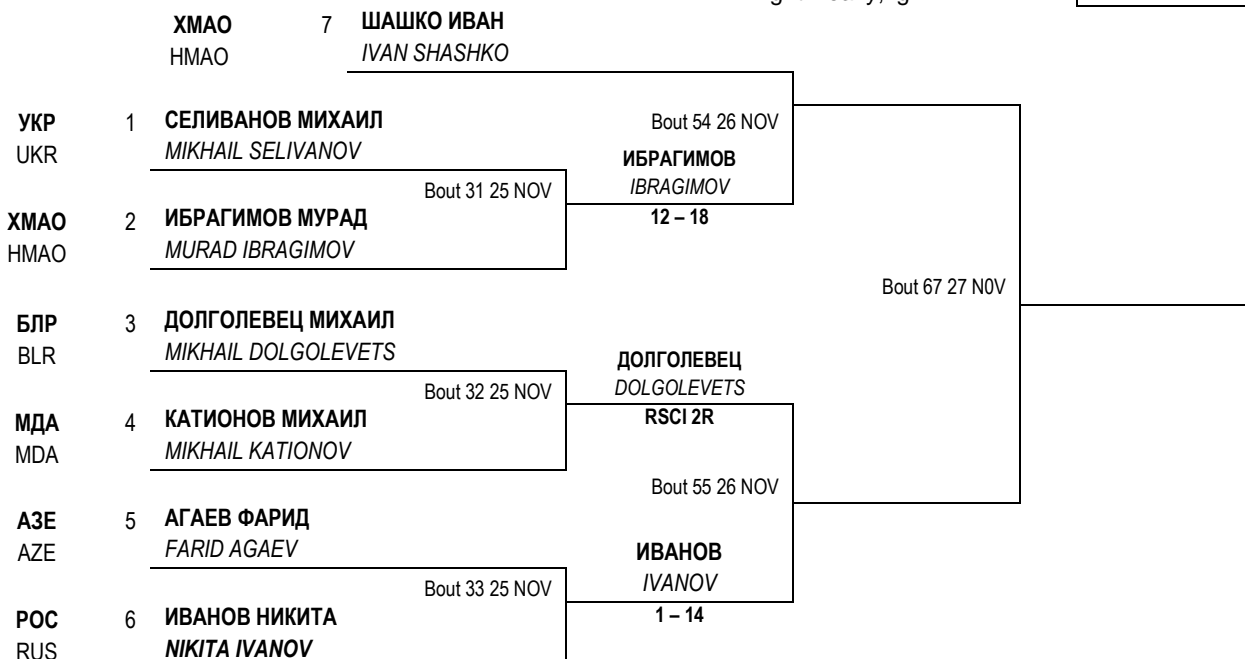 ХМАО 7 ШАШКО ИВАН
HMAO IVAN SHASHKO
УКР 1 СЕЛИВАНОВ МИХАИЛ Bout 54 26 NOV
UKR MIKHAIL SELIVANOV ИБРАГИМОВ
Bout 31 25 NOV IBRAGIMOV
ХМАО 2 ИБРАГИМОВ МУРАД 12 – 18
HMAO MURAD IBRAGIMOV
Bout 67 27 N0V
БЛР 3 ДОЛГОЛЕВЕЦ МИХАИЛ
BLR MIKHAIL DOLGOLEVETS ДОЛГОЛЕВЕЦ
Bout 32 25 NOV DOLGOLEVETS
МДА 4 КАТИОНОВ МИХАИЛ RSCI 2R
MDA MIKHAIL KATIONOV
Bout 55 26 NOV
АЗЕ 5 АГАЕВ ФАРИД
AZE FARID AGAEV ИВАНОВ
Bout 33 25 NOV IVANOV
РОС 6 ИВАНОВ НИКИТА 1 – 14
RUS NIKITA IVANOV